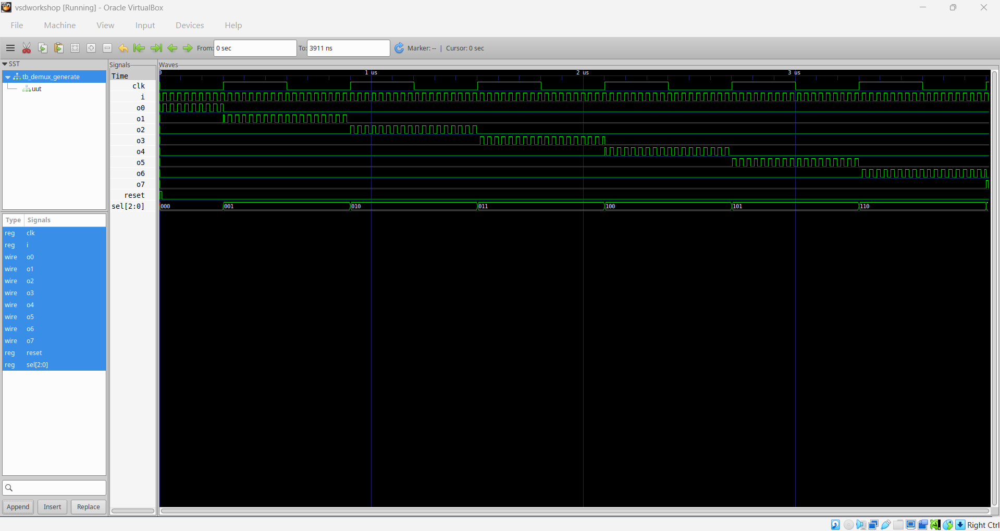 vsdworkshop [Running] - Oracle VirtualBox
File Machine View Input Devices Help
From: 0 sec To: 3911 ns Marker: -- | Cursor: 0 sec
SST
tb_demux_generate
uut
Type Signals
reg clk
reg i
wire o0
wire o1
wire o2
wire o3
wire o4
wire o5
wire o6
wire o7
reg reset
reg sel[2:0]
Append Insert Replace
Signals
Time
clk
i
o0
o1
o2
o3
o4
o5
o6
o7
reset
sel[2:0]
Waves
0 1 us 2 us 3 us
000 001 010 011 100 101 110
Right Ctrl